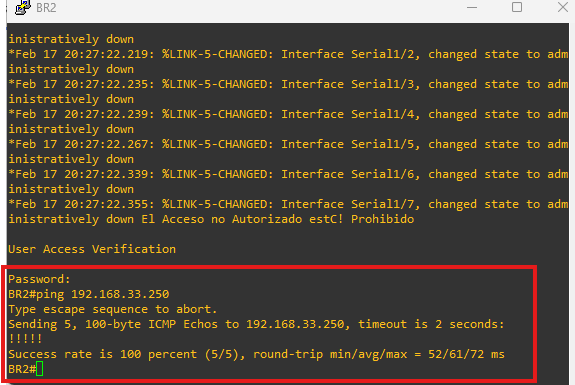 BR2
inistratively down
*Feb 17 20:27:22.219: %LINK-5-CHANGED: Interface Serial1/2, changed state to adm
inistratively down
*Feb 17 20:27:22.235: %LINK-5-CHANGED: Interface Serial1/3, changed state to adm
inistratively down
*Feb 17 20:27:22.239: %LINK-5-CHANGED: Interface Serial1/4, changed state to adm
inistratively down
*Feb 17 20:27:22.267: %LINK-5-CHANGED: Interface Serial1/5, changed state to adm
inistratively down
*Feb 17 20:27:22.339: %LINK-5-CHANGED: Interface Serial1/6, changed state to adm
inistratively down
*Feb 17 20:27:22.355: %LINK-5-CHANGED: Interface Serial1/7, changed state to adm
inistratively down El Acceso no Autorizado estC! Prohibido
User Access Verification
Password:
BR2#ping 192.168.33.250
Type escape sequence to abort.
Sending 5, 100-byte ICMP Echos to 192.168.33.250, timeout is 2 seconds:
!!!!!
Success rate is 100 percent (5/5), round-trip min/avg/max = 52/61/72 ms
BR2#